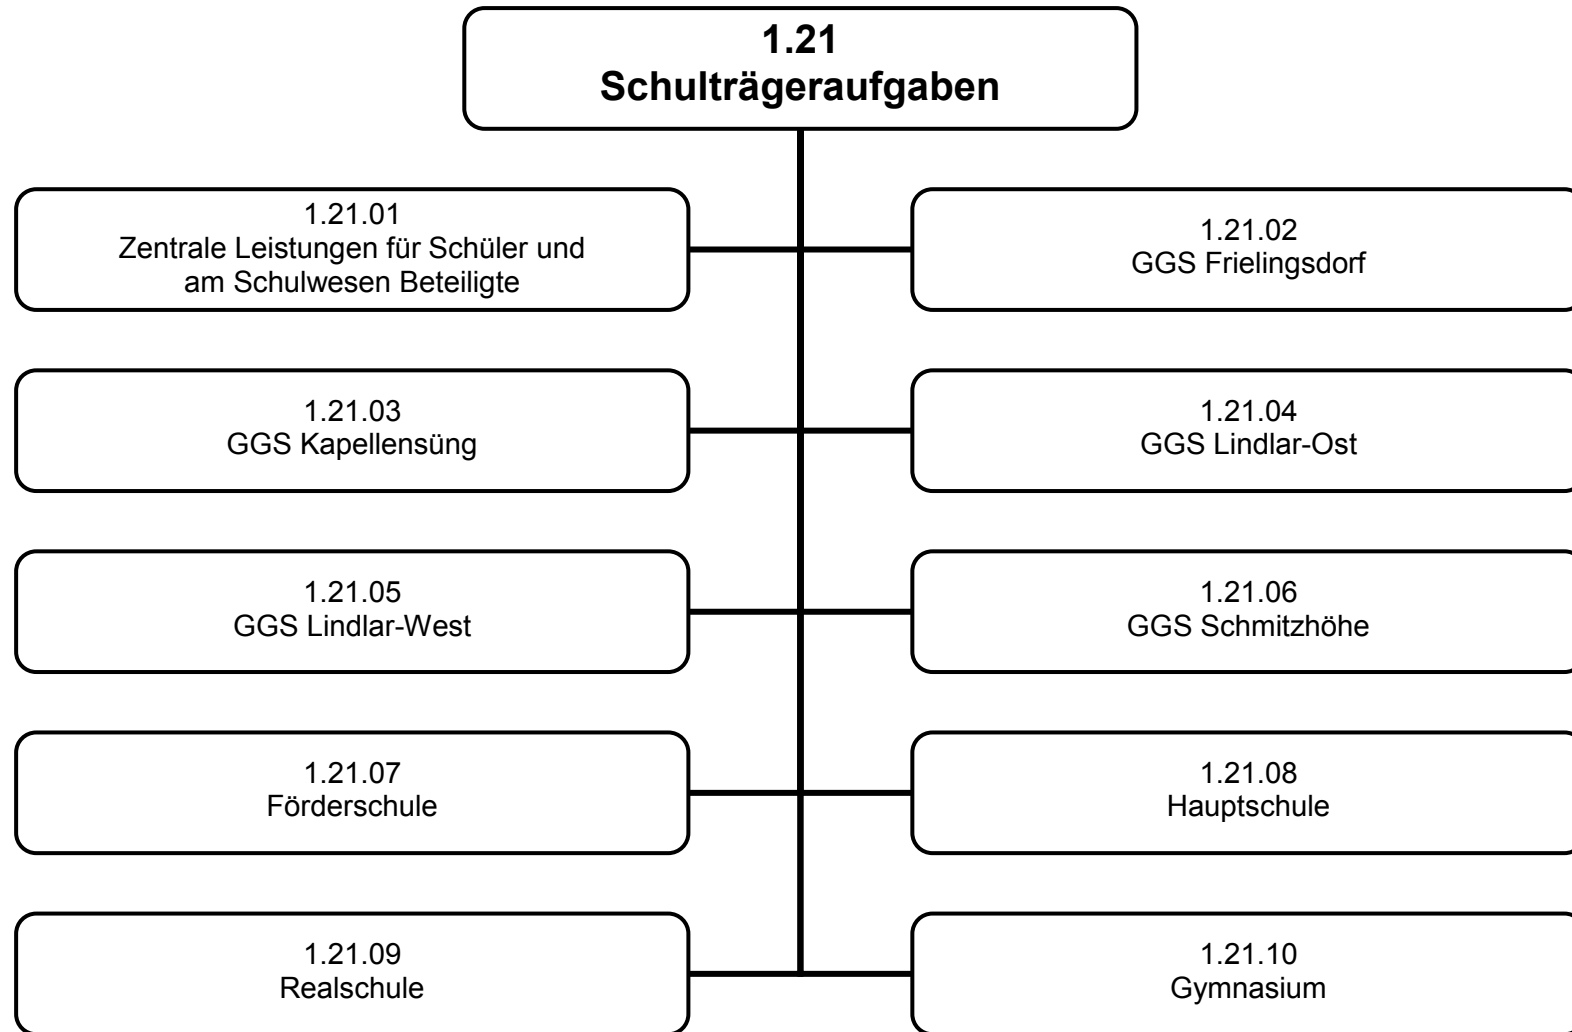 1.21
Schulträgeraufgaben
1.21.01
Zentrale Leistungen für Schüler und
am Schulwesen Beteiligte
1.21.02
GGS Frielingsdorf
1.21.03
GGS Kapellensüng
1.21.04
GGS Lindlar-Ost
1.21.05
GGS Lindlar-West
1.21.06
GGS Schmitzhöhe
1.21.07
Förderschule
1.21.08
Hauptschule
1.21.09
Realschule
1.21.10
Gymnasium